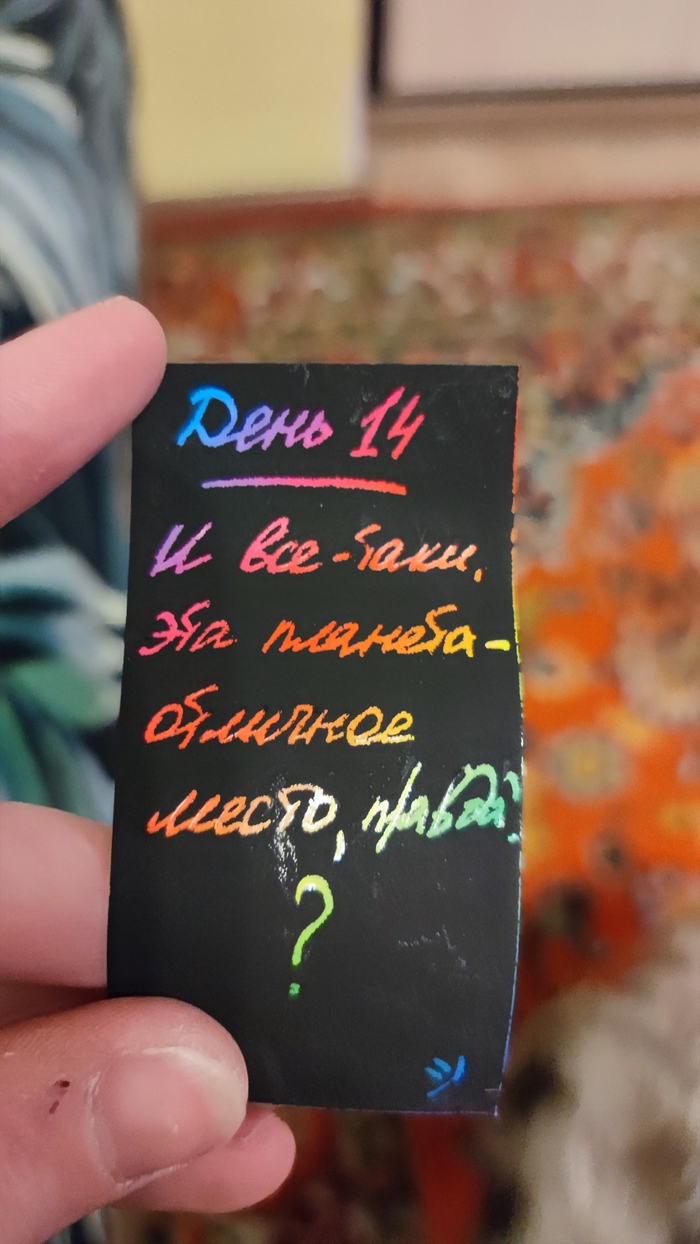 День 14
И все-таки,
эта планета -
отличное
место, правда?
?